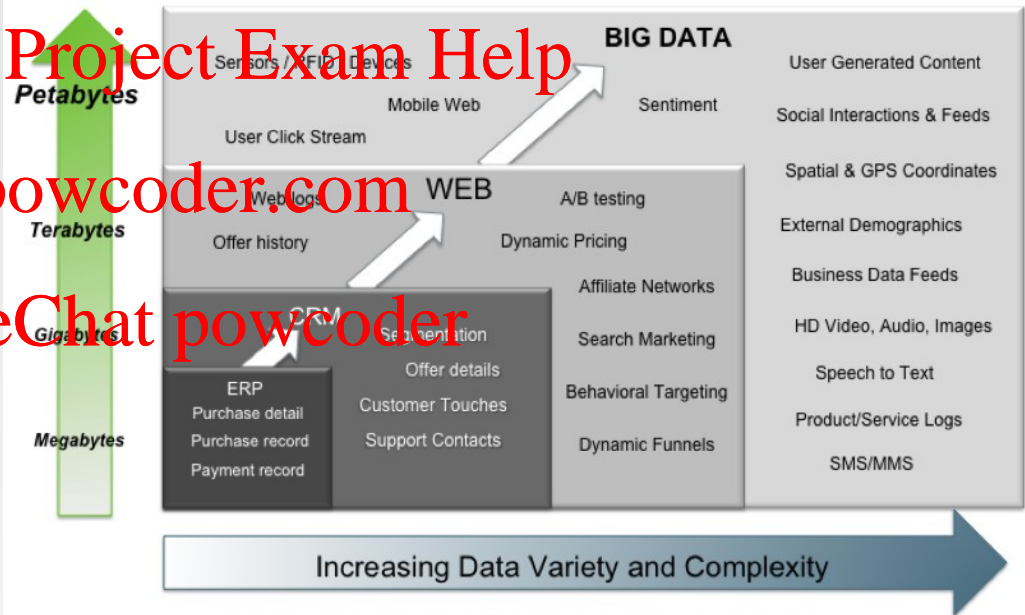 Project Exam Help
powcoder.com
eChat powcoder
Petabytes
Terabytes
Gigabytes
Megabytes
BIG DATA
Sensors / RFID / Devices
Mobile Web
User Click Stream
Sentiment
User Generated Content
Social Interactions & Feeds
Spatial & GPS Coordinates
External Demographics
Business Data Feeds
HD Video, Audio, Images
Speech to Text
Product/Service Logs
SMS/MMS
WEB
Web logs
Offer history
A/B testing
Dynamic Pricing
Affiliate Networks
Search Marketing
Behavioral Targeting
Dynamic Funnels
CRM
Segmentation
Offer details
Customer Touches
Support Contacts
ERP
Purchase detail
Purchase record
Payment record
Increasing Data Variety and Complexity